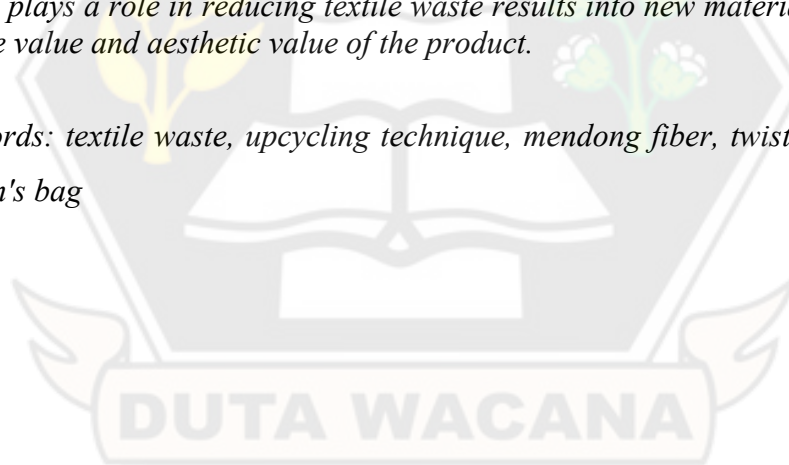 plays a role in reducing textile waste results into new material
value and aesthetic value of the product.
ords: textile waste, upcycling technique, mendong fiber, twist
n's bag
DUTA WACANA